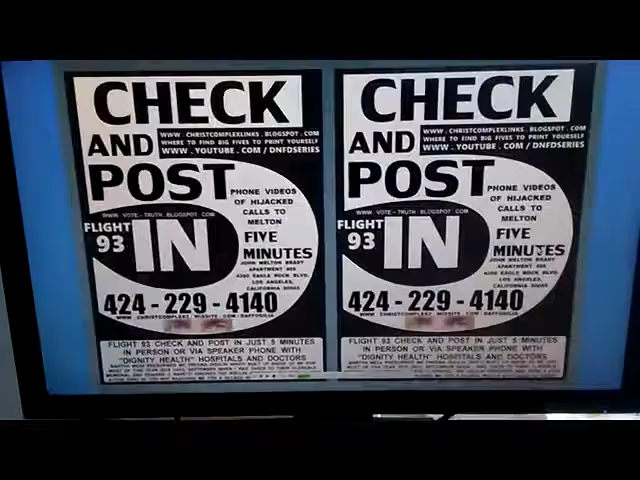 CHECK
AND
WWW . CHRISTCOMPLEXLINKS . BLOGSPOT . COM
WHERE TO FIND BIG FIVES TO PRINT YOURSELF
WWW . YOUTUBE . COM / DNFDSERIES
POST
PHONE VIDEOS
OF HIJACKED
CALLS TO
MELTON
WWW . VOTE - TRUTH . BLOGSPOT . COM
FLIGHT
93
IN
FIVE
MINUTES
JOHN MELTON BRADY
LOS ANGELES,
CALIFORNIA
424 - 229 - 4140
FLIGHT 93 CHECK AND POST IN JUST 5 MINUTES
IN PERSON OR VIA SPEAKER PHONE WITH
"DIGNITY HEALTH" HOSPITALS AND DOCTORS
CHECK
AND
WWW . CHRISTCOMPLEXLINKS . BLOGSPOT . COM
WHERE TO FIND BIG FIVES TO PRINT YOURSELF
WWW . YOUTUBE . COM / DNFDSERIES
POST
PHONE VIDEOS
OF HIJACKED
CALLS TO
MELTON
WWW . VOTE - TRUTH . BLOGSPOT . COM
FLIGHT
93
IN
FIVE
MINUTES
JOHN MELTON BRADY
LOS ANGELES,
CALIFORNIA
424 - 229 - 4140
FLIGHT 93 CHECK AND POST IN JUST 5 MINUTES
IN PERSON OR VIA SPEAKER PHONE WITH
"DIGNITY HEALTH" HOSPITALS AND DOCTORS